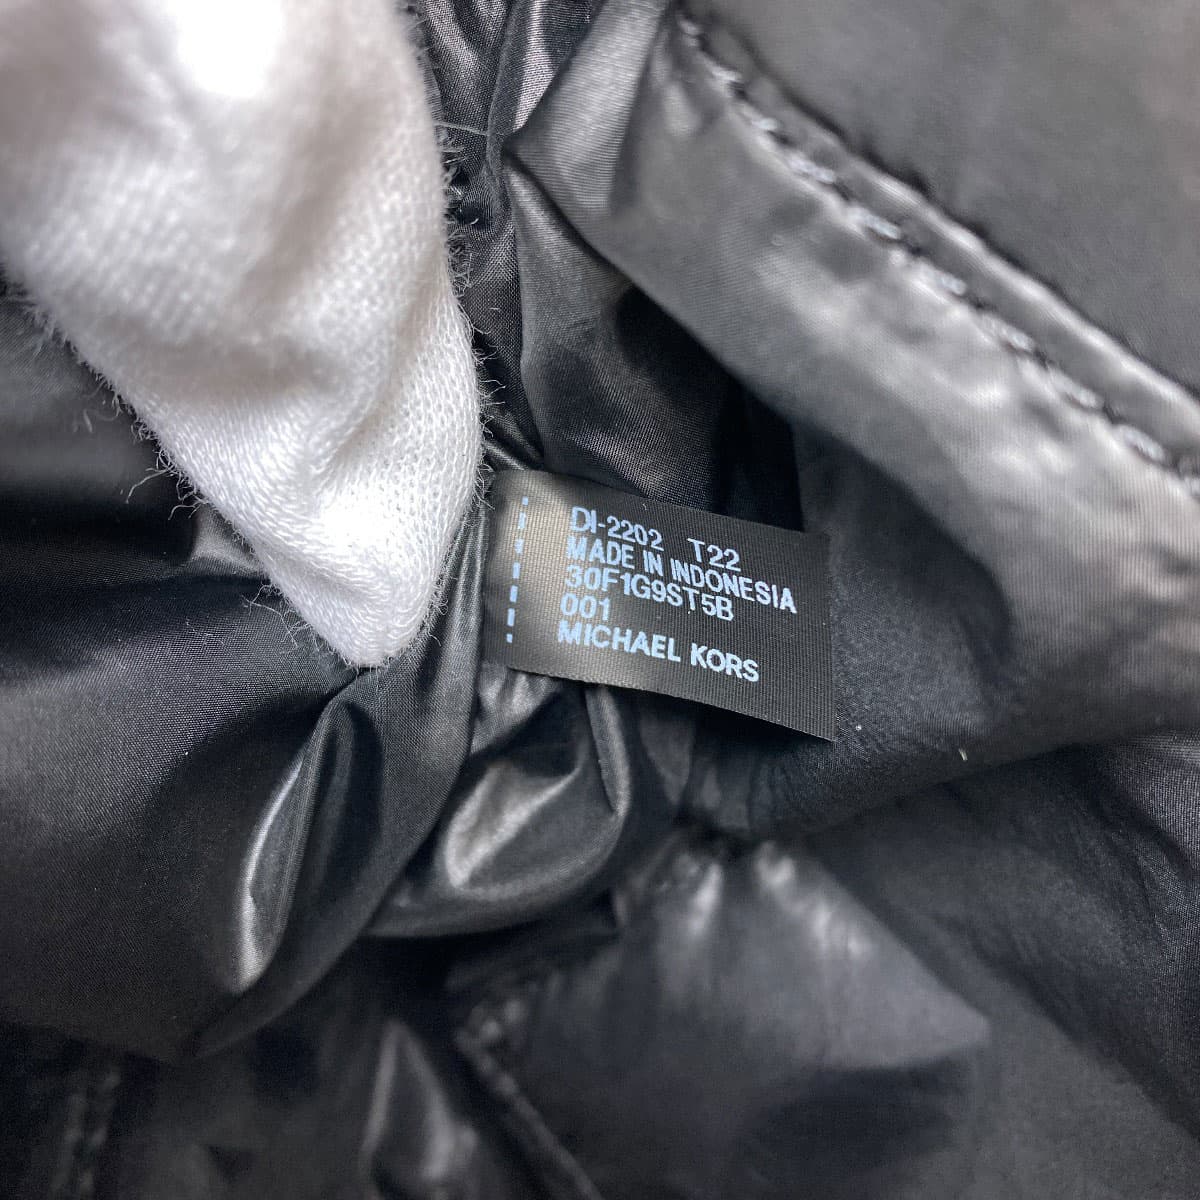 DI-2202 T22
MADE IN INDONESIA
30F1G9ST5B
001
MICHAEL KORS